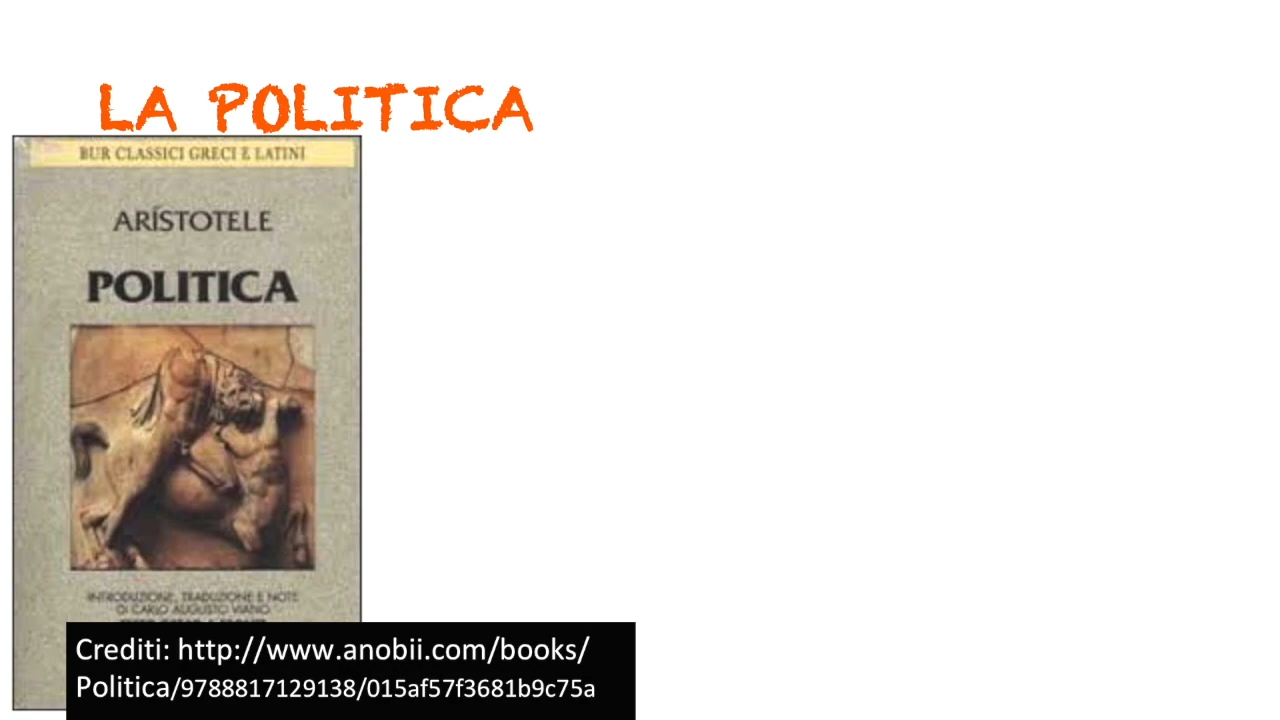 LA POLITICA
BUR CLASSICI GRECI E LATINI
ARISTOTELE
POLITICA
INTRODUZIONE, TRADUZIONE E NOTE
DI CARLO AUGUSTO VIANO
Crediti: http://www.anobii.com/books/
Politica/9788817129138/015af57f3681b9c75a